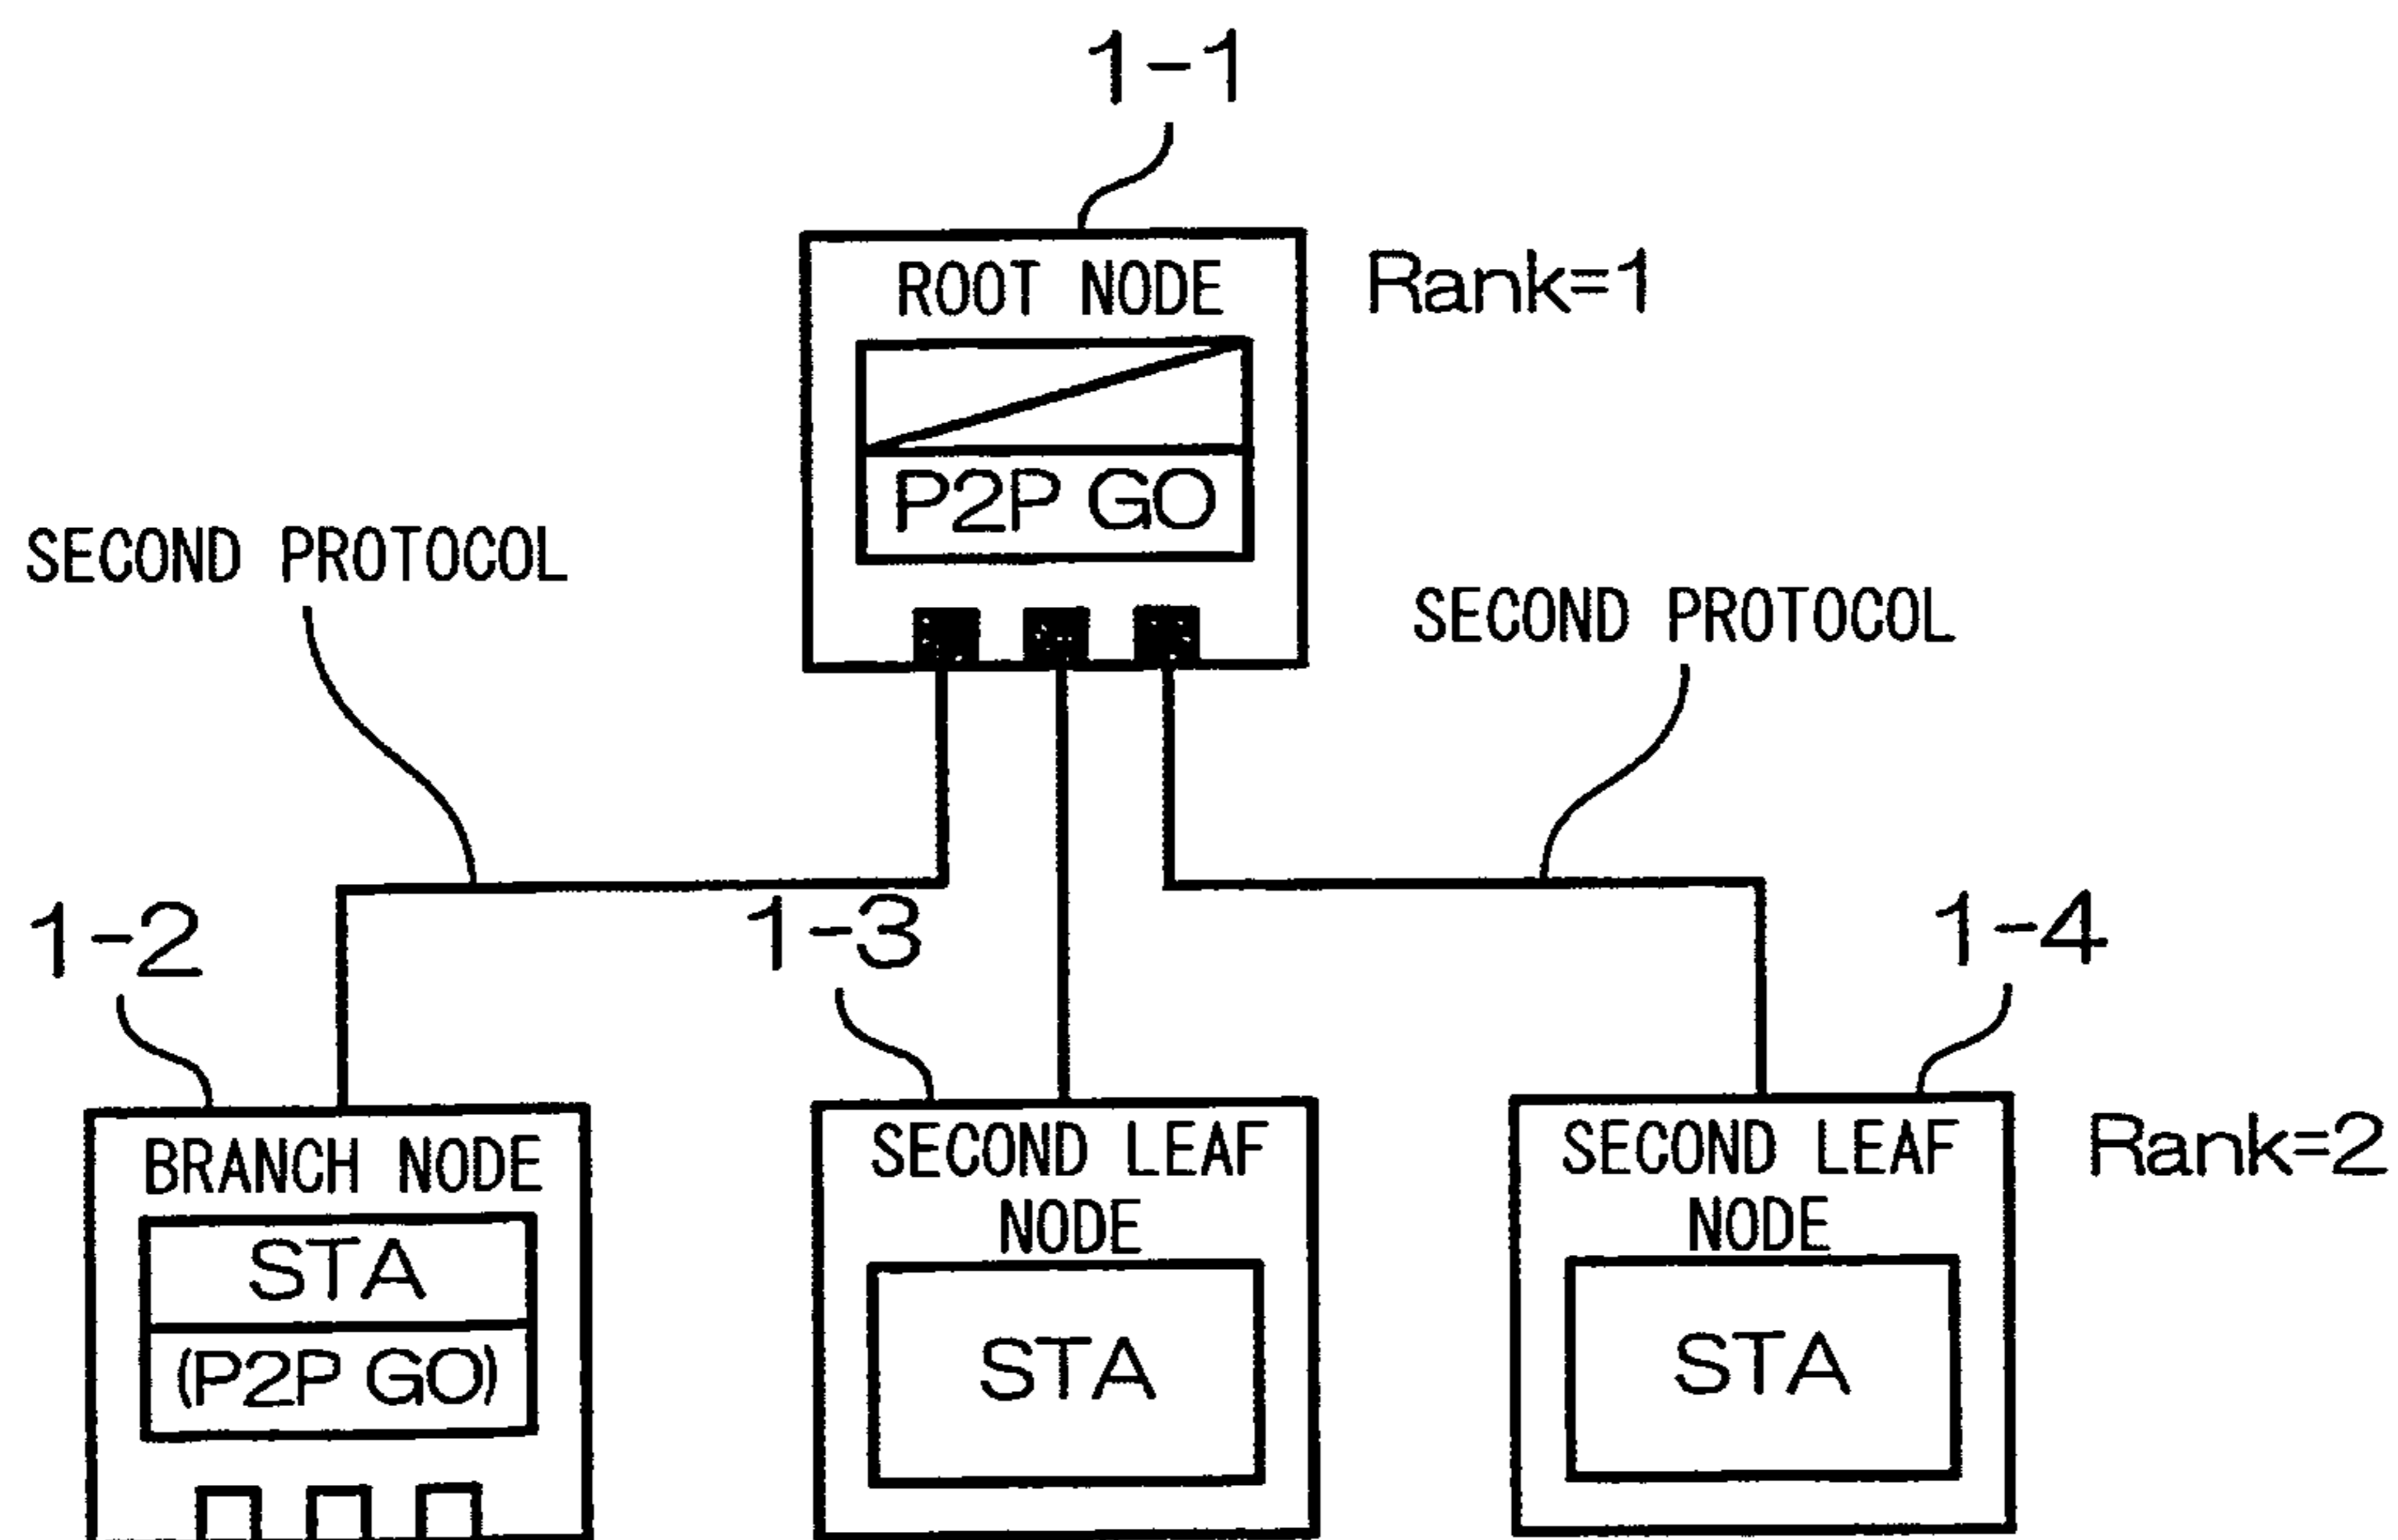 1-1
ROOT NODE
Rank=1
P2P GO
SECOND PROTOCOL
SECOND PROTOCOL
1-2
1-3
1-4
BRANCH NODE
STA
(P2P GO)
SECOND LEAF
NODE
STA
SECOND LEAF
NODE
STA
Rank=2